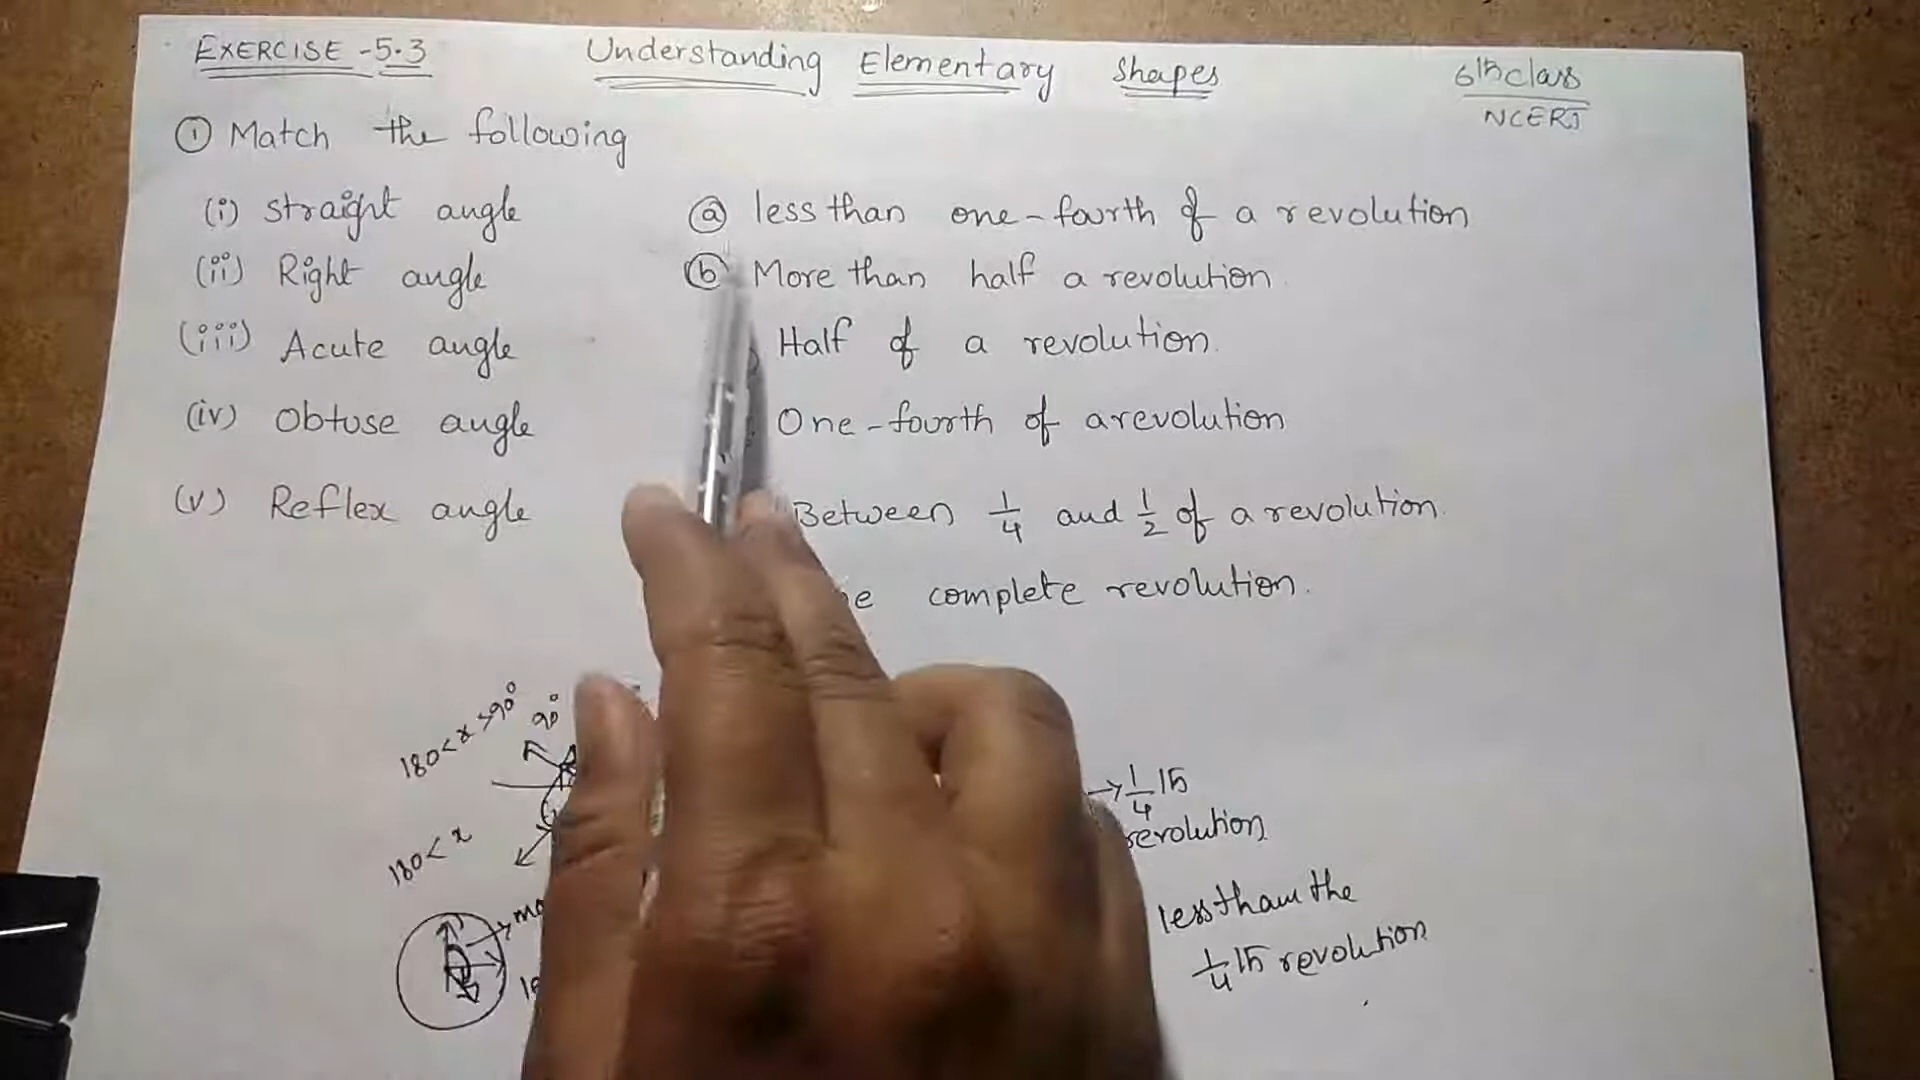 EXERCISE - 5.3 Understanding Elementary Shapes 6th class
NCERT
① Match the following
(i) straight angle ⓐ less than one-fourth of a revolution
(ii) Right angle ⓑ More than half a revolution
(iii) Acute angle Half of a revolution.
(iv) Obtuse angle One-fourth of a revolution
(v) Reflex angle Between 1/4 and 1/2 of a revolution.
complete revolution.
180 < x > 90° 90°
→ 1/4 th
revolution
180 < x
less than the
1/4 th revolution